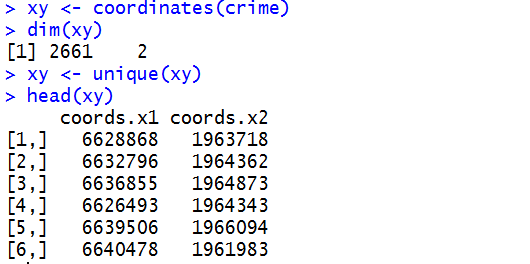 > xy <- coordinates(crime)
> dim(xy)
[1] 2661    2
> xy <- unique(xy)
> head(xy)
     coords.x1 coords.x2
[1,]   6628868   1963718
[2,]   6632796   1964362
[3,]   6636855   1964873
[4,]   6626493   1964343
[5,]   6639506   1966094
[6,]   6640478   1961983